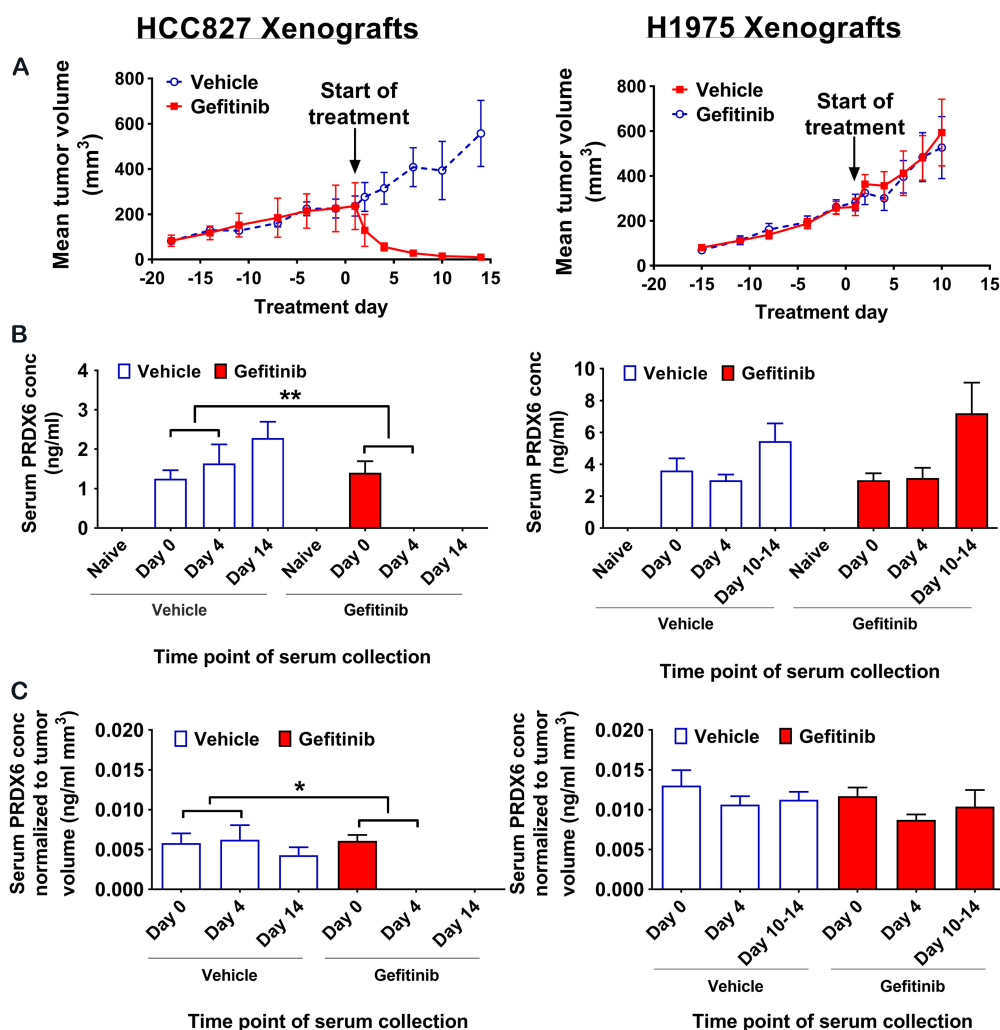 HCC827 Xenografts
H1975 Xenografts
A
Mean tumor volume
(mm³)
800
600
400
200
0
-20
-15
-10
-5
0
5
10
15
Treatment day
Vehicle
Gefitinib
Start of
treatment
Mean tumor volume
(mm³)
800
600
400
200
0
-20
-15
-10
-5
0
5
10
15
Treatment day
Vehicle
Gefitinib
Start of
treatment
B
Serum PRDX6 conc
(ng/ml)
4
3
2
1
0
Vehicle
Gefitinib
**
Naive
Day 0
Day 4
Day 14
Naive
Day 0
Day 4
Day 14
Vehicle
Gefitinib
Time point of serum collection
Serum PRDX6 conc
(ng/ml)
10
8
6
4
2
0
Vehicle
Gefitinib
Naive
Day 0
Day 4
Day 10-14
Naive
Day 0
Day 4
Day 10-14
Vehicle
Gefitinib
Time point of serum collection
C
Serum PRDX6 conc
normalized to tumor
volume (ng/ml mm³)
0.020
0.015
0.010
0.005
0.000
Vehicle
Gefitinib
*
Day 0
Day 4
Day 14
Day 0
Day 4
Day 14
Vehicle
Gefitinib
Time point of serum collection
Serum PRDX6 conc
normalized to tumor
volume (ng/ml mm³)
0.020
0.015
0.010
0.005
0.000
Vehicle
Gefitinib
Day 0
Day 4
Day 10-14
Day 0
Day 4
Day 10-14
Vehicle
Gefitinib
Time point of serum collection